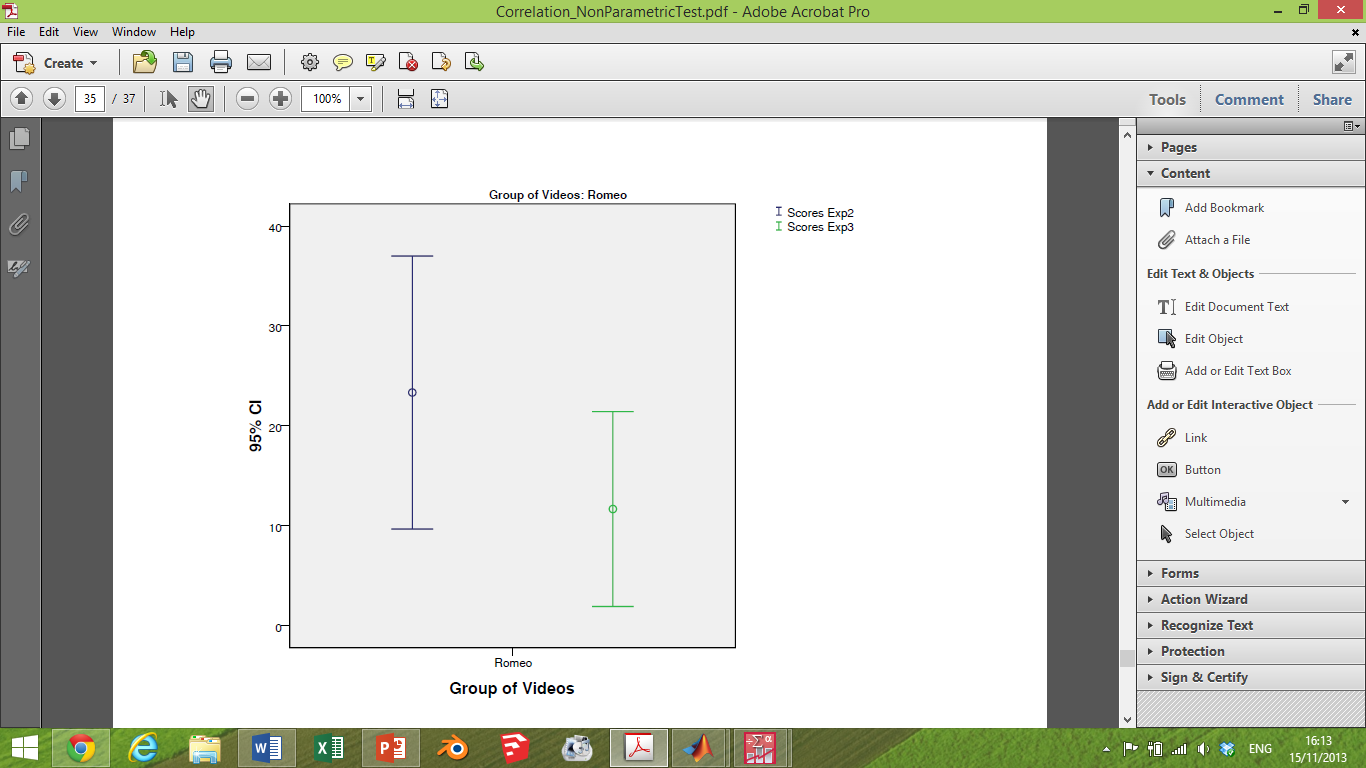 Correlation_NonParametricTest.pdf - Adobe Acrobat Pro
File Edit View Window Help
Create
35 / 37 100% Tools Comment Share
Group of Videos: Romeo
Scores Exp2
Scores Exp3
40
30
20
10
0
95% CI
Romeo
Group of Videos
Pages
Content
Add Bookmark
Attach a File
Edit Text & Objects
Edit Document Text
Edit Object
Add or Edit Text Box
Add or Edit Interactive Object
Link
OK Button
Multimedia
Select Object
Forms
Action Wizard
Recognize Text
Protection
Sign & Certify
ENG
16:13
15/11/2013